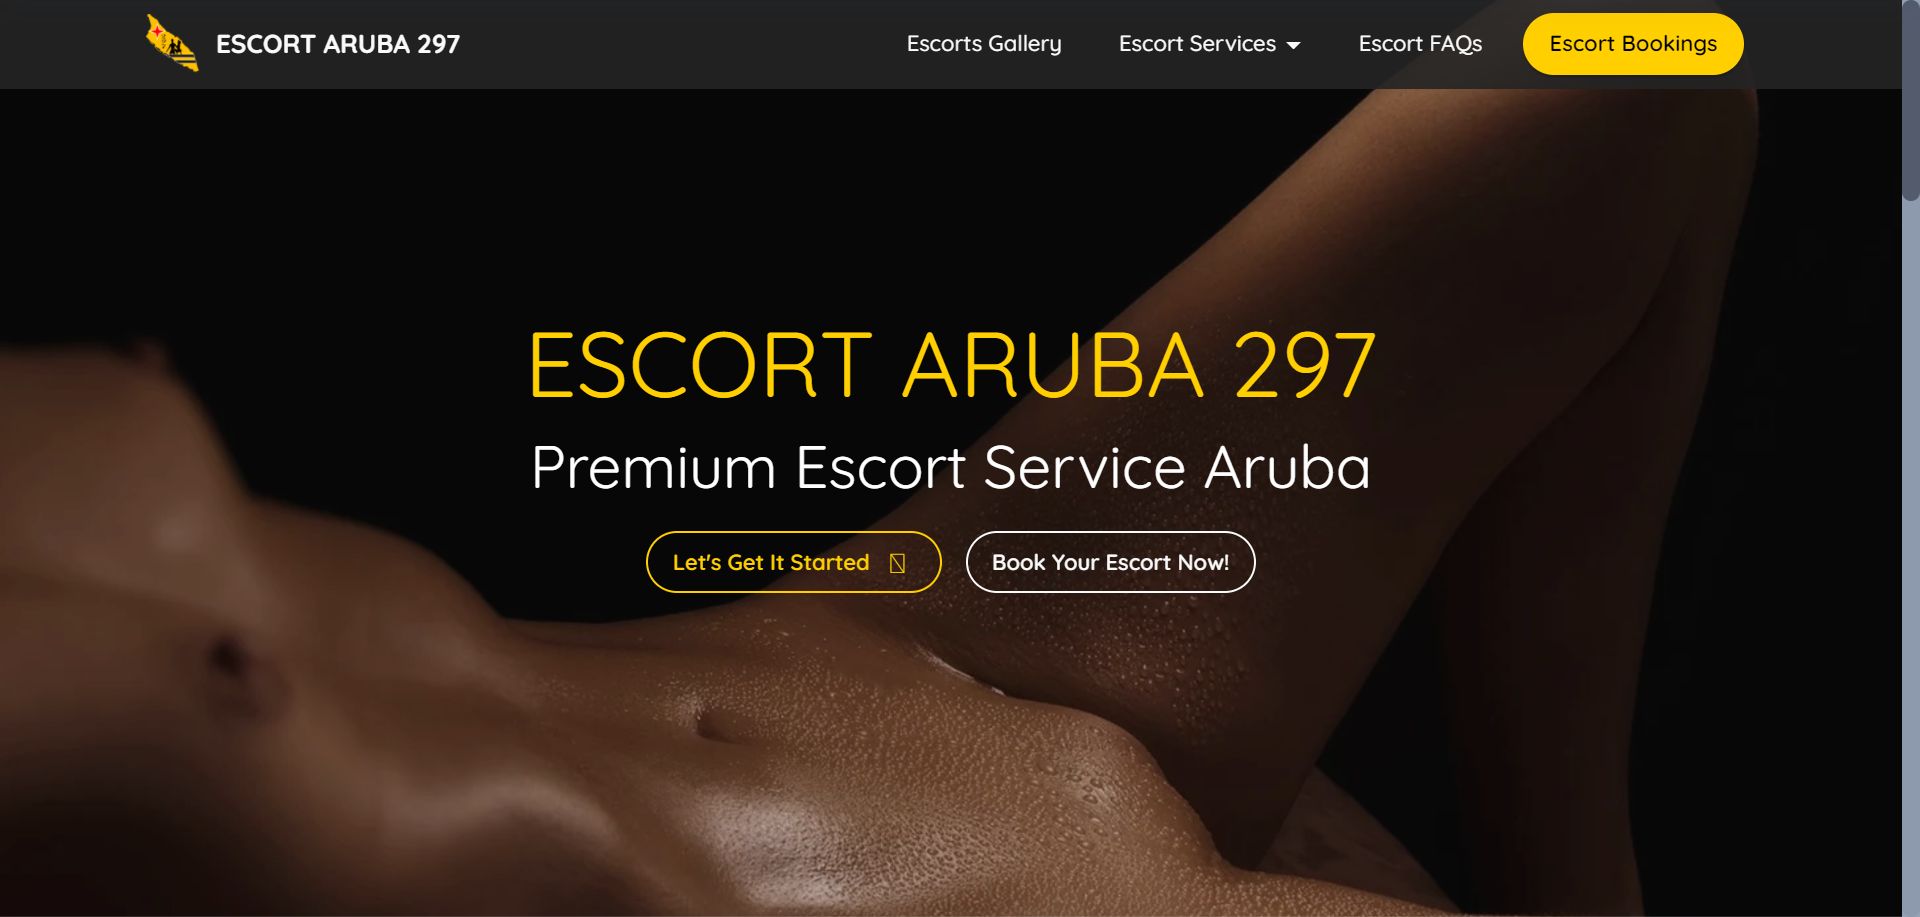 ESCORT ARUBA 297
Escorts Gallery
Escort Services
Escort FAQs
Escort Bookings
ESCORT ARUBA 297
Premium Escort Service Aruba
Let's Get It Started
Book Your Escort Now!